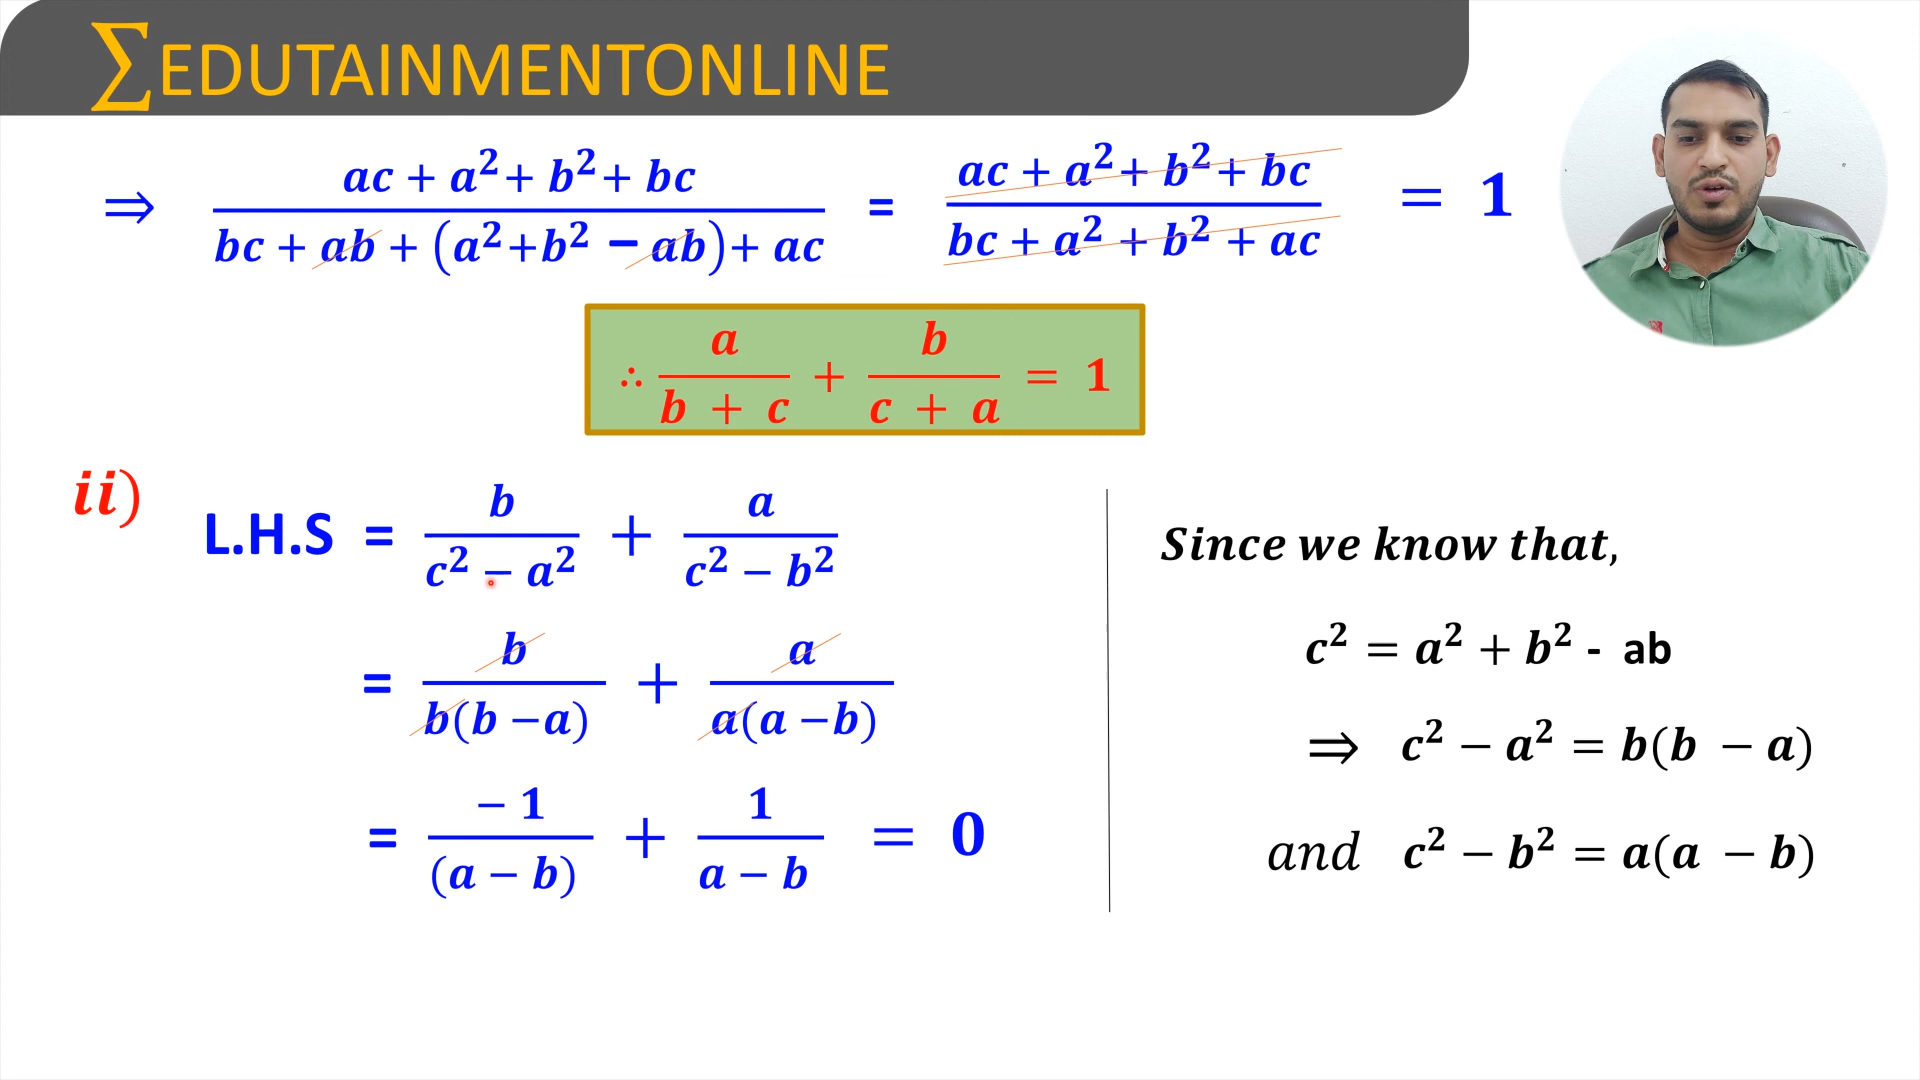 ∑EDUTAINMENTONLINE
⇒ (ac + a² + b² + bc)/(bc + ab + (a² + b² − ab) + ac) = (ac + a² + b² + bc)/(bc + a² + b² + ac) = 1
∴ a/(b + c) + b/(c + a) = 1
ii)
L.H.S = b/(c² − a²) + a/(c² − b²)
= b/(b(b − a)) + a/(a(a − b))
= −1/(a − b) + 1/(a − b) = 0
Since we know that,
c² = a² + b² - ab
⇒ c² − a² = b(b − a)
and c² − b² = a(a − b)